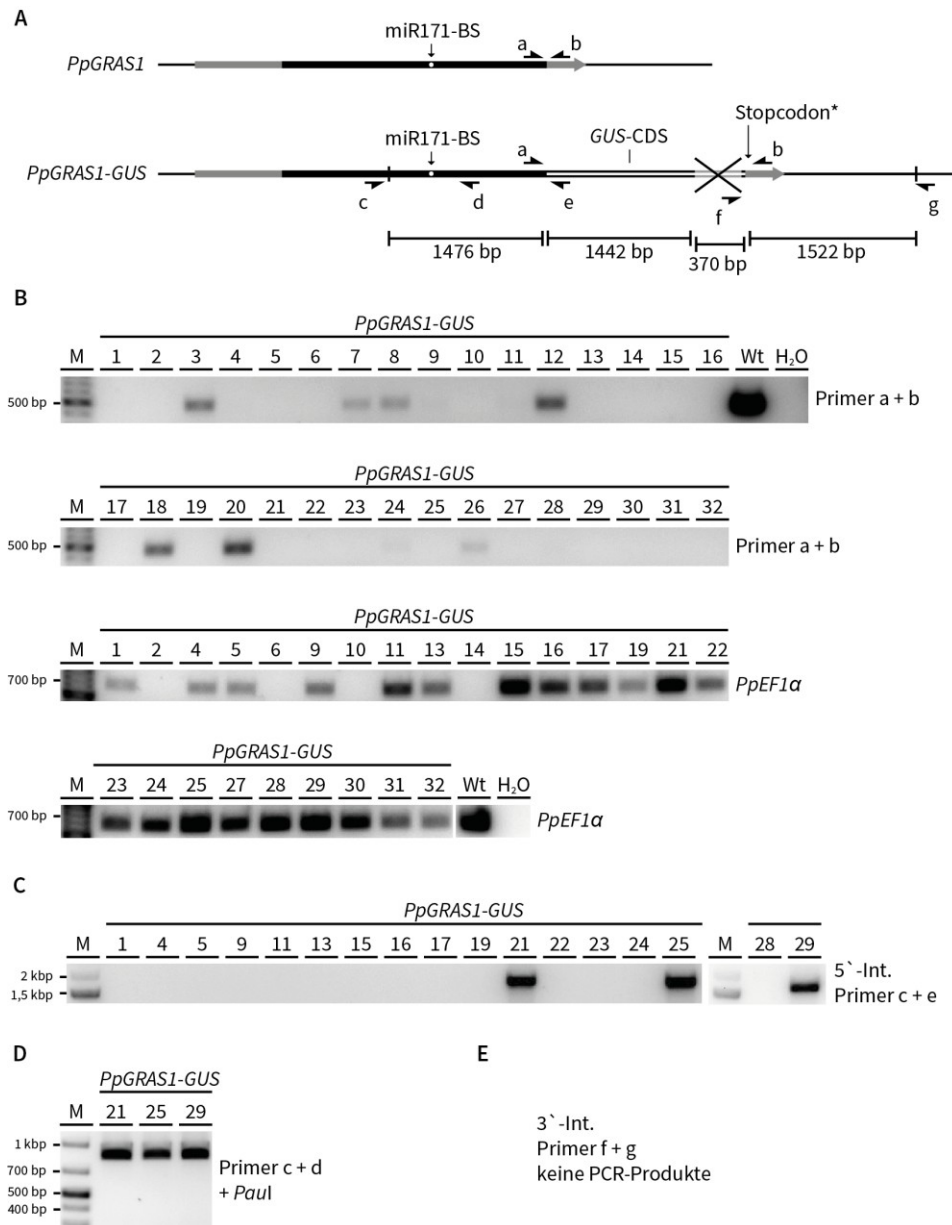 A
miR171-BS
a
b
PpGRAS1
Stopcodon*
miR171-BS
GUS-CDS
a
b
PpGRAS1-GUS
c
d
e
f
g
1476 bp
1442 bp
370 bp
1522 bp
B
PpGRAS1-GUS
M 1 2 3 4 5 6 7 8 9 10 11 12 13 14 15 16 Wt H₂O
500 bp
Primer a + b
PpGRAS1-GUS
M 17 18 19 20 21 22 23 24 25 26 27 28 29 30 31 32
500 bp
Primer a + b
PpGRAS1-GUS
M 1 2 4 5 6 9 10 11 13 14 15 16 17 19 21 22
700 bp
PpEF1α
PpGRAS1-GUS
M 23 24 25 27 28 29 30 31 32 Wt H₂O
700 bp
PpEF1α
C
PpGRAS1-GUS
M 1 4 5 9 11 13 15 16 17 19 21 22 23 24 25 M 28 29
2 kbp
1,5 kbp
5`-Int.
Primer c + e
D
PpGRAS1-GUS
M 21 25 29
1 kbp
700 bp
500 bp
400 bp
Primer c + d
+ PauI
E
3`-Int.
Primer f + g
keine PCR-Produkte